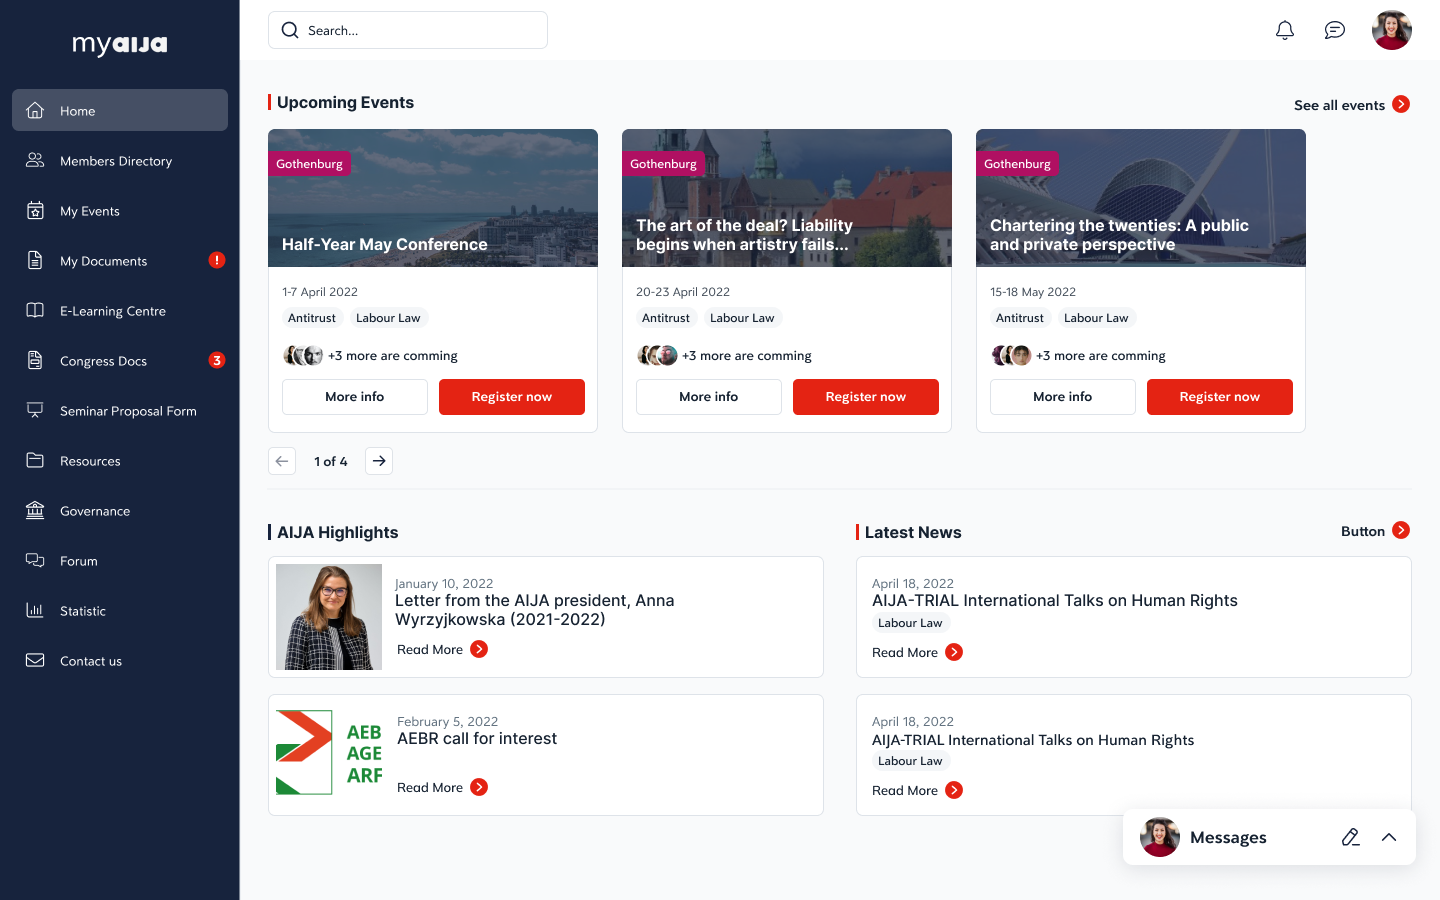 myaija
Search...
Home
Members Directory
My Events
My Documents
!
E-Learning Centre
Congress Docs
3
Seminar Proposal Form
Resources
Governance
Forum
Statistic
Contact us
Upcoming Events
See all events
Gothenburg
Half-Year May Conference
1-7 April 2022
Antitrust
Labour Law
+3 more are comming
More info
Register now
Gothenburg
The art of the deal? Liability
begins when artistry fails...
20-23 April 2022
Antitrust
Labour Law
+3 more are comming
More info
Register now
Gothenburg
Chartering the twenties: A public
and private perspective
15-18 May 2022
Antitrust
Labour Law
+3 more are comming
More info
Register now
1 of 4
AIJA Highlights
January 10, 2022
Letter from the AIJA president, Anna
Wyrzyjkowska (2021-2022)
Read More
AEB
AGE
ARF
February 5, 2022
AEBR call for interest
Read More
Latest News
Button
April 18, 2022
AIJA-TRIAL International Talks on Human Rights
Labour Law
Read More
April 18, 2022
AIJA-TRIAL International Talks on Human Rights
Labour Law
Read More
Messages